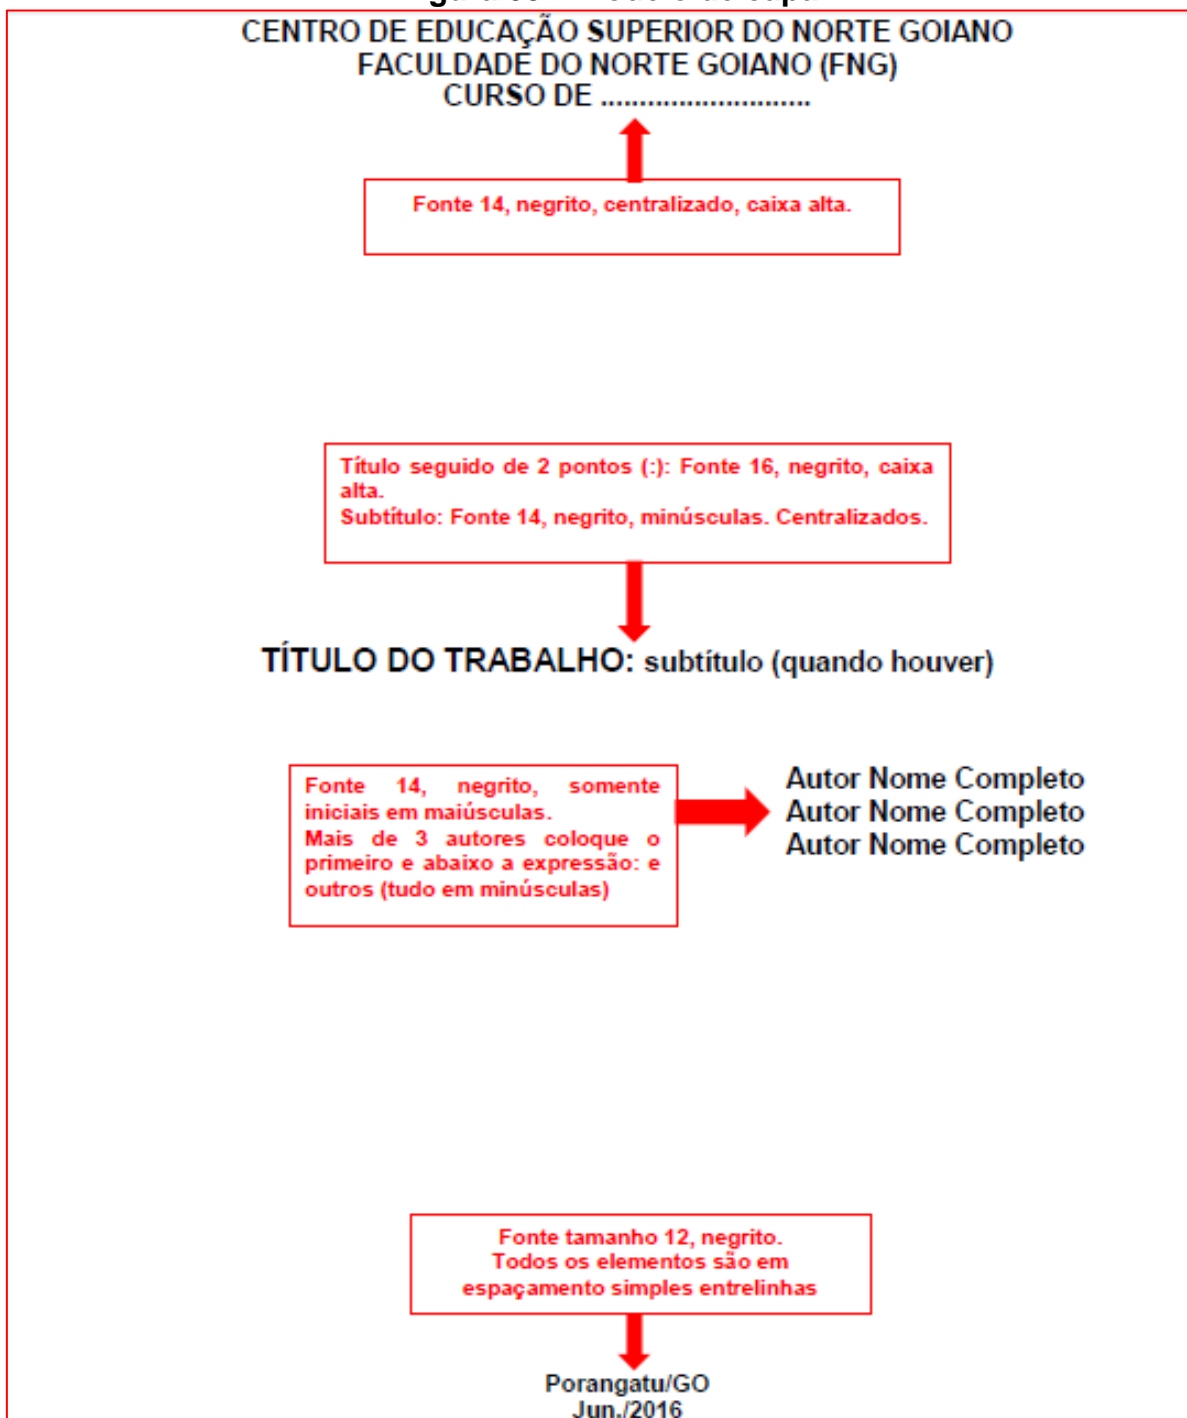 CENTRO DE EDUCAÇÃO SUPERIOR DO NORTE GOIANO
FACULDADE DO NORTE GOIANO (FNG)
CURSO DE ...........................
Fonte 14, negrito, centralizado, caixa alta.
Título seguido de 2 pontos (:): Fonte 16, negrito, caixa
alta.
Subtítulo: Fonte 14, negrito, minúsculas. Centralizados.
TÍTULO DO TRABALHO: subtítulo (quando houver)
Fonte 14, negrito, somente
iniciais em maiúsculas.
Mais de 3 autores coloque o
primeiro e abaixo a expressão: e
outros (tudo em minúsculas)
Autor Nome Completo
Autor Nome Completo
Autor Nome Completo
Fonte tamanho 12, negrito.
Todos os elementos são em
espaçamento simples entrelinhas
Porangatu/GO
Jun./2016